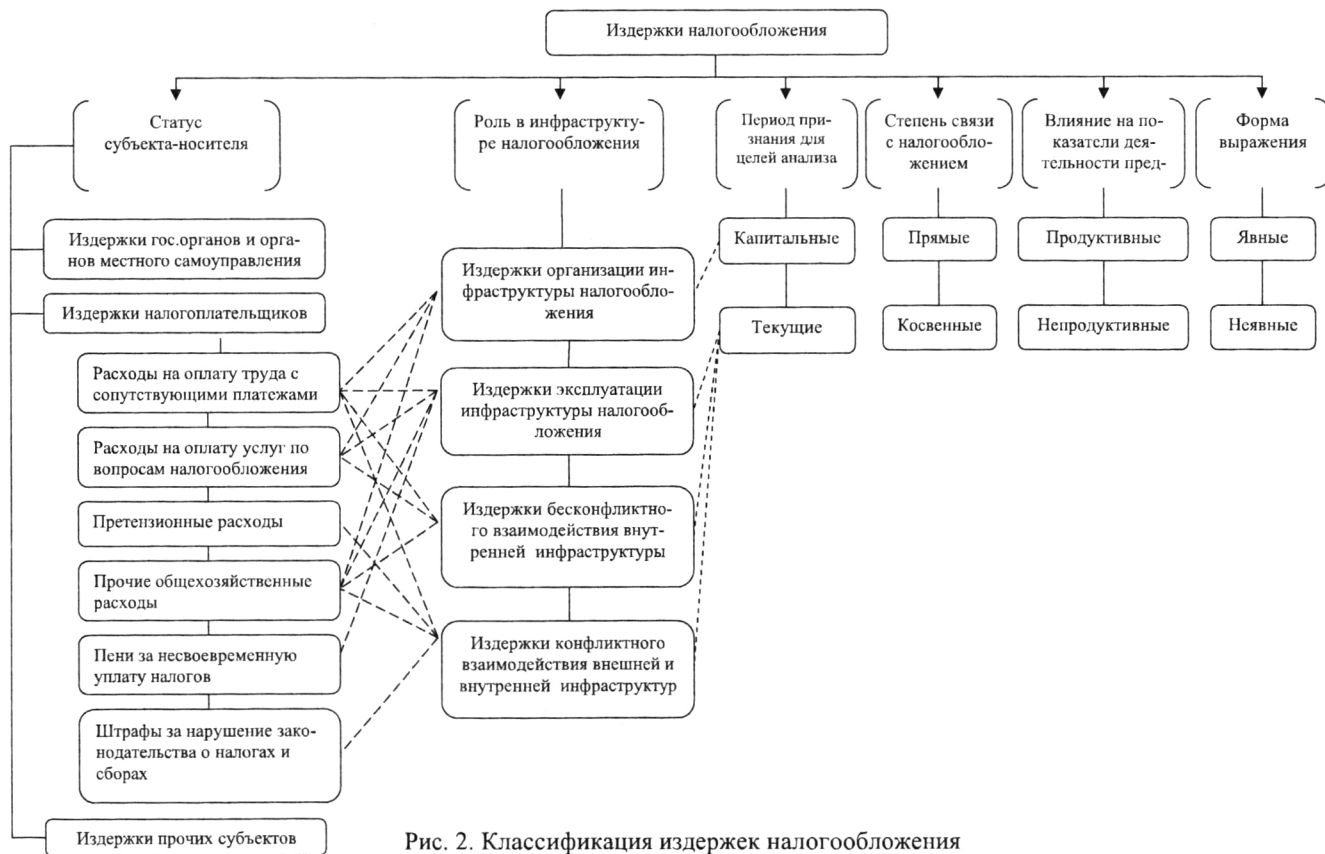 Издержки налогообложения
Статус
субъекта-носителя
Роль в инфраструкту-
ре налогообложения
Период при-
знания для
целей анализа
Степень связи
с налогообло-
жением
Влияние на по-
казатели дея-
тельности пред-
Форма
выражения
Издержки гос.органов и орга-
нов местного самоуправления
Издержки налогоплательщиков
Расходы на оплату труда с
сопутствующими платежами
Расходы на оплату услуг по
вопросам налогообложения
Претензионные расходы
Прочие общехозяйственные
расходы
Пени за несвоевременную
уплату налогов
Штрафы за нарушение зако-
нодательства о налогах и
сборах
Издержки прочих субъектов
Издержки организации ин-
фраструктуры налогообло-
жения
Издержки эксплуатации
инфраструктуры налогооб-
ложения
Издержки бесконфликтно-
го взаимодействия внут-
ренней инфраструктуры
Издержки конфликтного
взаимодействия внешней и
внутренней инфраструктур
Капитальные
Текущие
Прямые
Косвенные
Продуктивные
Непродуктивные
Явные
Неявные
Рис. 2. Классификация издержек налогообложения